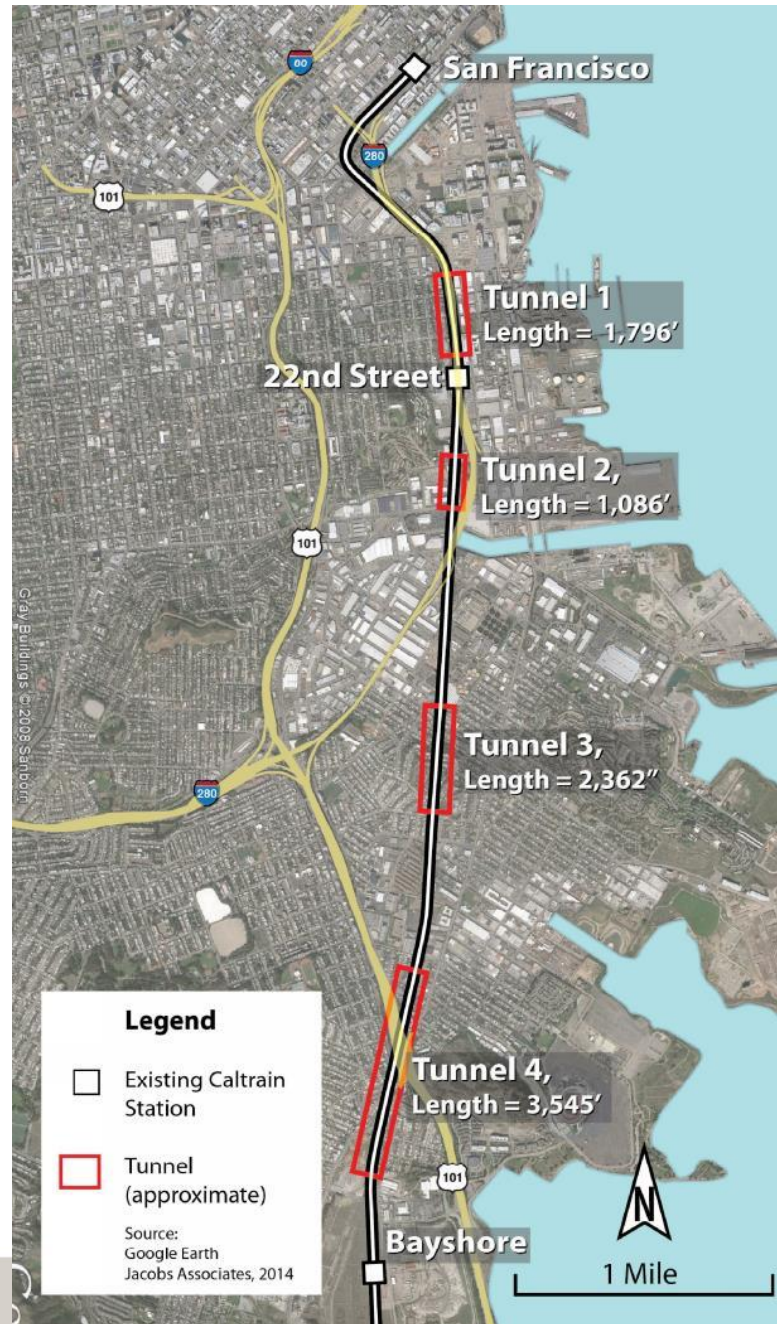 San Francisco
80
280
101
Tunnel 1
Length = 1,796’
22nd Street
Tunnel 2,
Length = 1,086’
101
Gray Buildings © 2008 Sanborn
Tunnel 3,
Length = 2,362”
280
Tunnel 4,
Length = 3,545’
101
Bayshore
Legend
Existing Caltrain
Station
Tunnel
(approximate)
Source:
Google Earth
Jacobs Associates, 2014
N
1 Mile